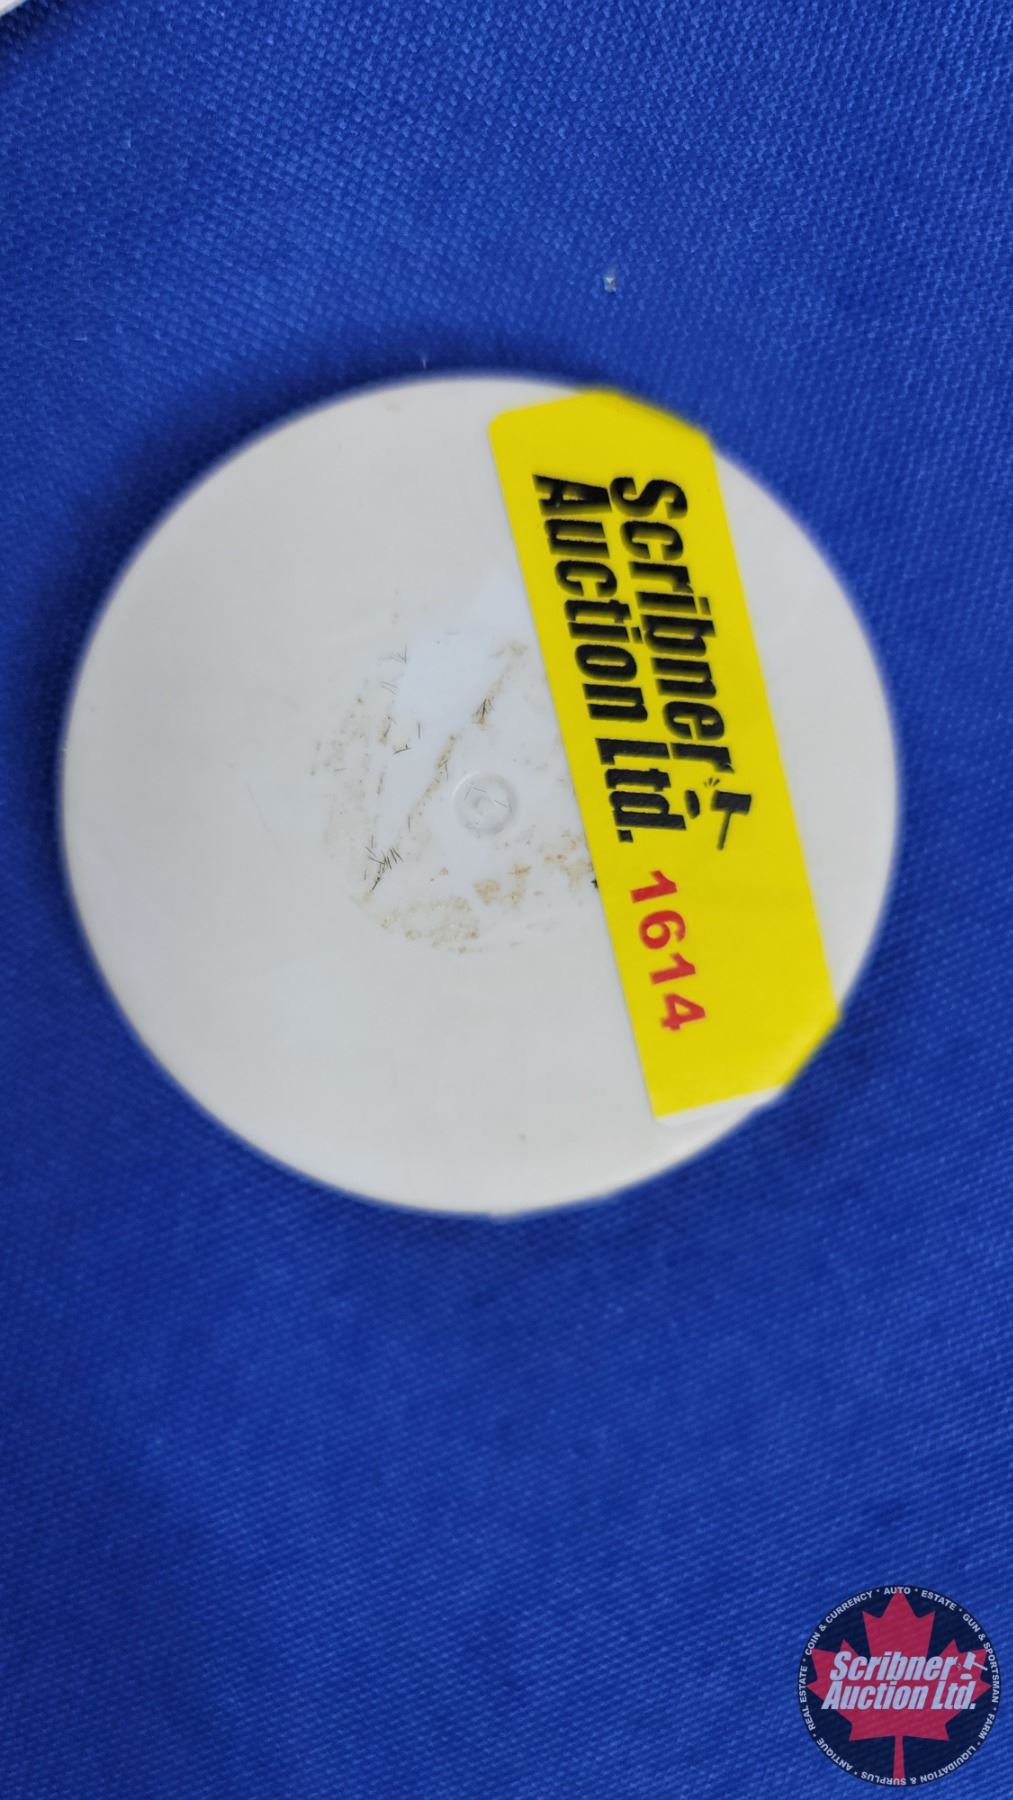 Scribner
Auction Ltd.
1614
COIN & CURRENCY * AUTO * ESTATE * GUN & SPORTSMAN * FARM * LIQUIDATION & SURPLUS * ANTIQUE * REAL ESTATE *
Scribner
Auction Ltd.